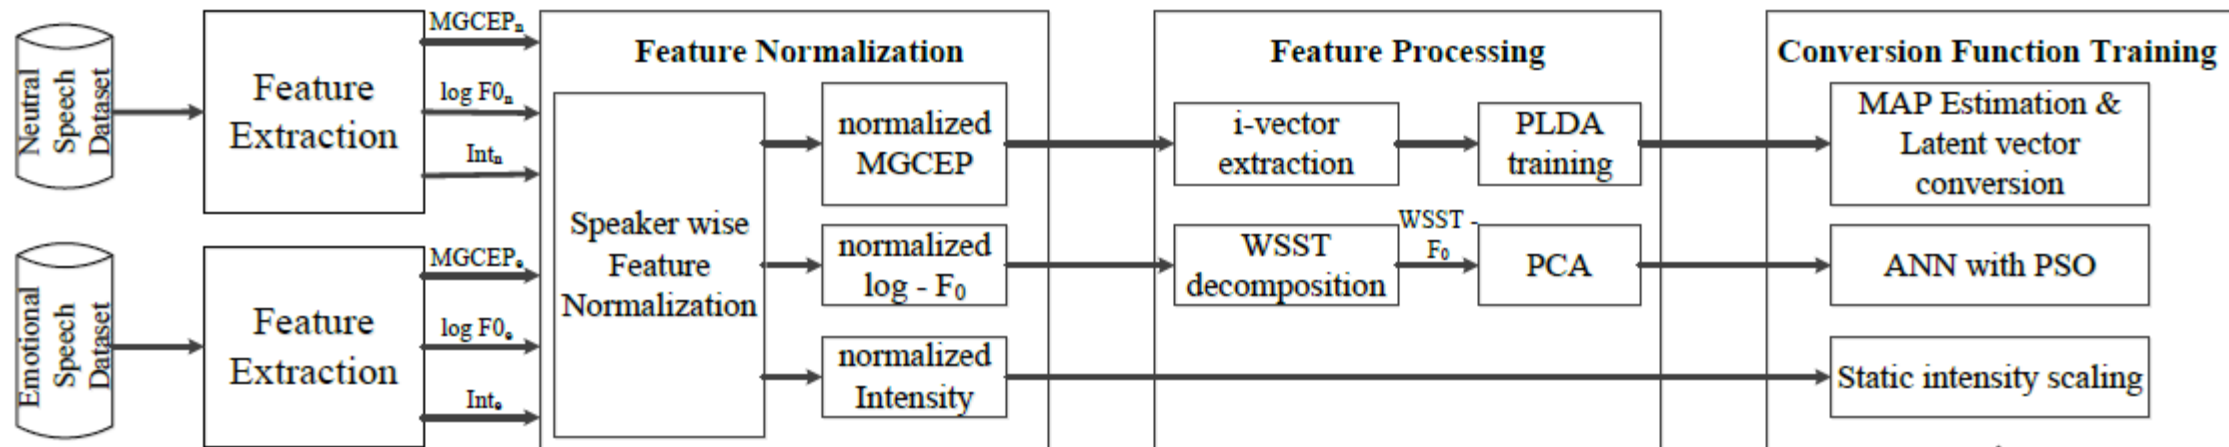 Neutral
Speech
Dataset
Feature
Extraction
MGCEPₙ
log F0ₙ
Intₙ
Emotional
Speech
Dataset
Feature
Extraction
MGCEPₑ
log F0ₑ
Intₑ
Feature Normalization
Speaker wise
Feature
Normalization
normalized
MGCEP
normalized
log - F₀
normalized
Intensity
Feature Processing
i-vector
extraction
PLDA
training
WSST
decomposition
WSST -
F₀
PCA
Conversion Function Training
MAP Estimation &
Latent vector
conversion
ANN with PSO
Static intensity scaling